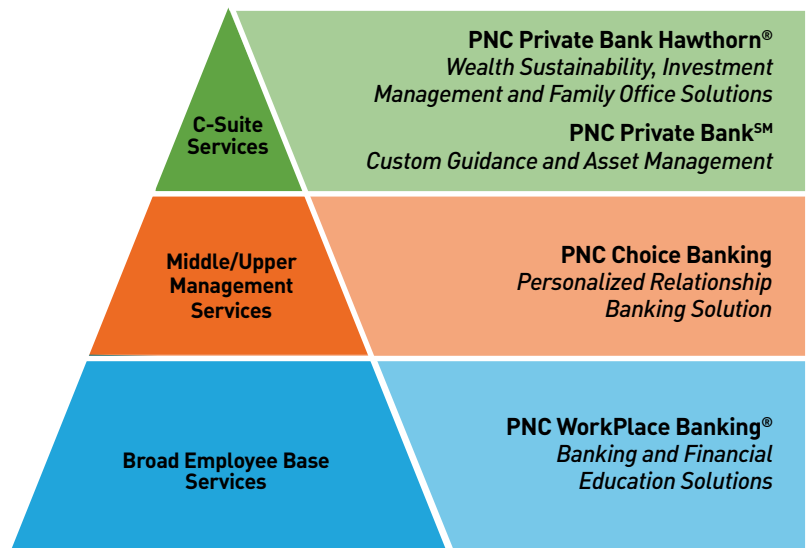 C-Suite
Services
PNC Private Bank Hawthorn®
Wealth Sustainability, Investment
Management and Family Office Solutions
PNC Private Bank℠
Custom Guidance and Asset Management
Middle/Upper
Management
Services
PNC Choice Banking
Personalized Relationship
Banking Solution
Broad Employee Base
Services
PNC WorkPlace Banking®
Banking and Financial
Education Solutions